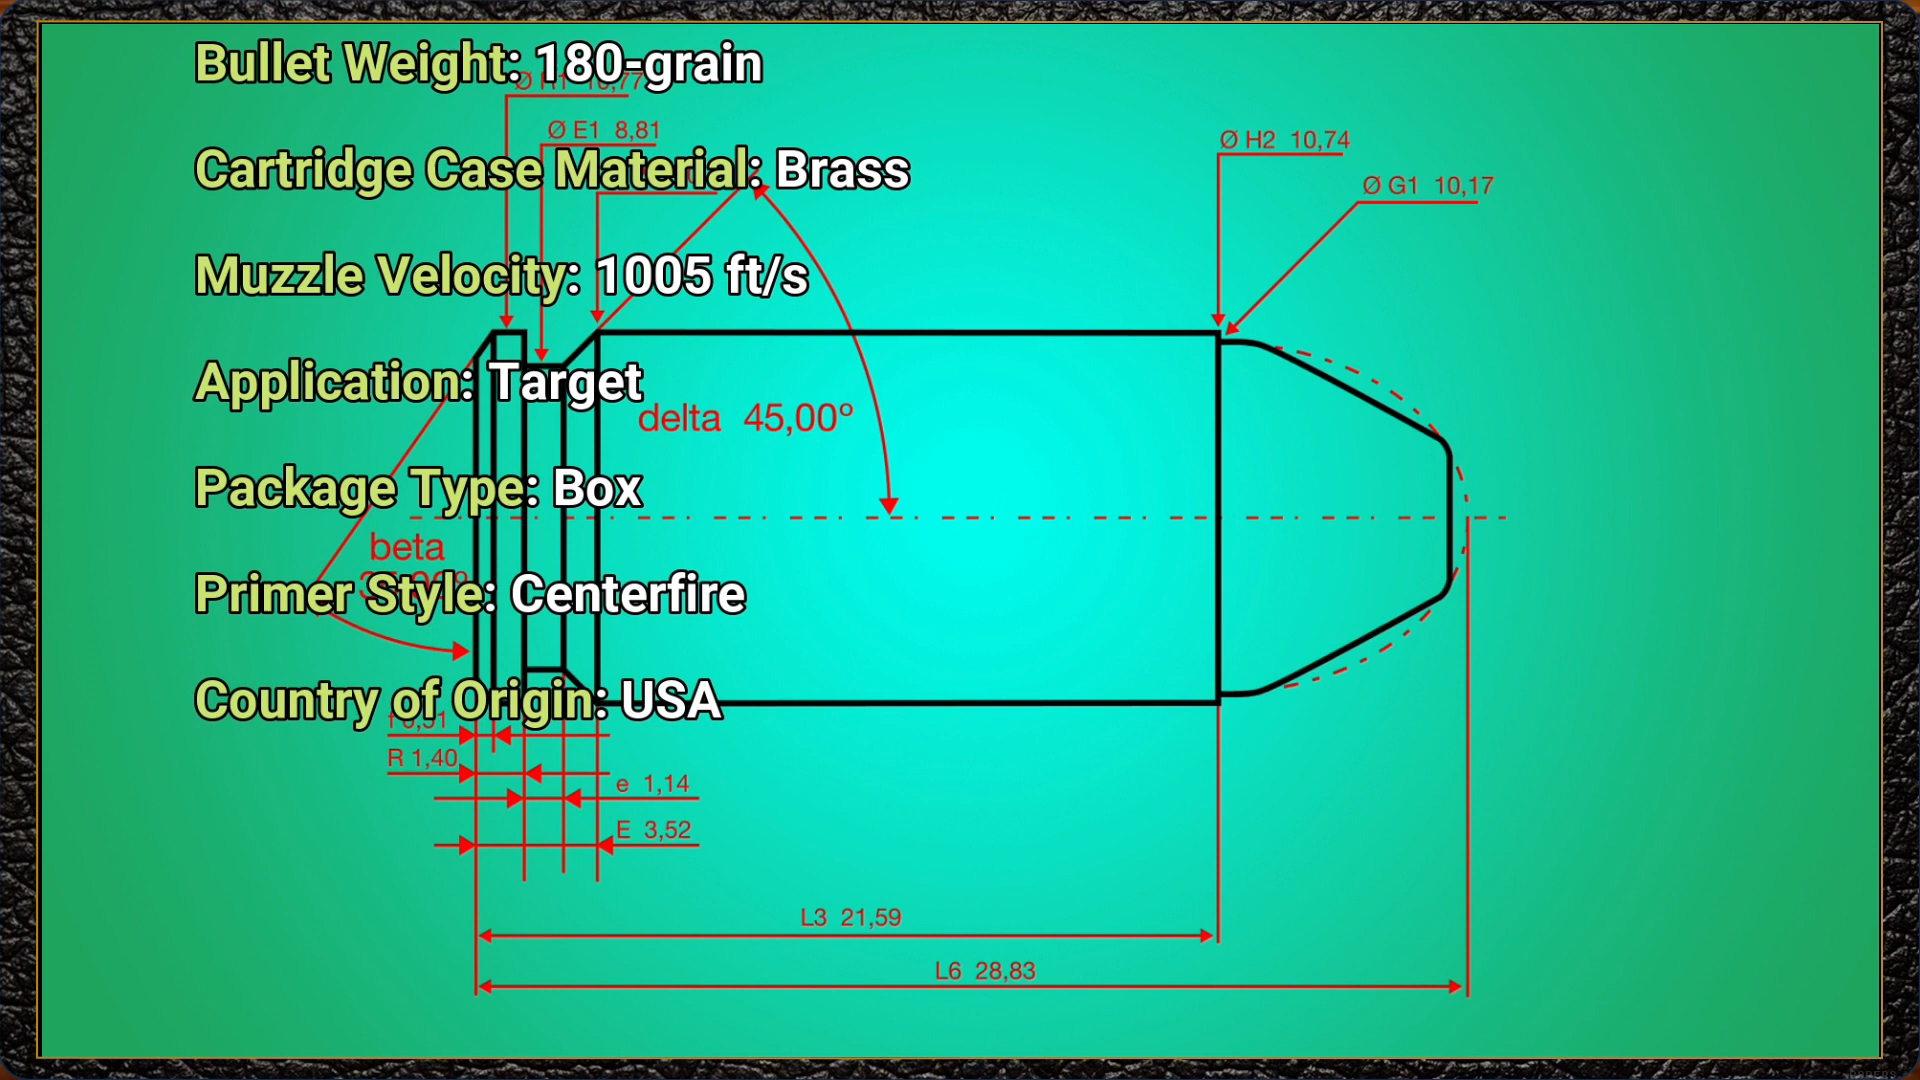 Bullet Weight: 180-grain
Ø E1 8,81
Ø H2 10,74
Cartridge Case Material: Brass
Ø G1 10,17
Muzzle Velocity: 1005 ft/s
Application: Target
delta 45,00°
Package Type: Box
beta
Primer Style: Centerfire
Country of Origin: USA
R 1,40
e 1,14
E 3,52
L3 21,59
L6 28,83